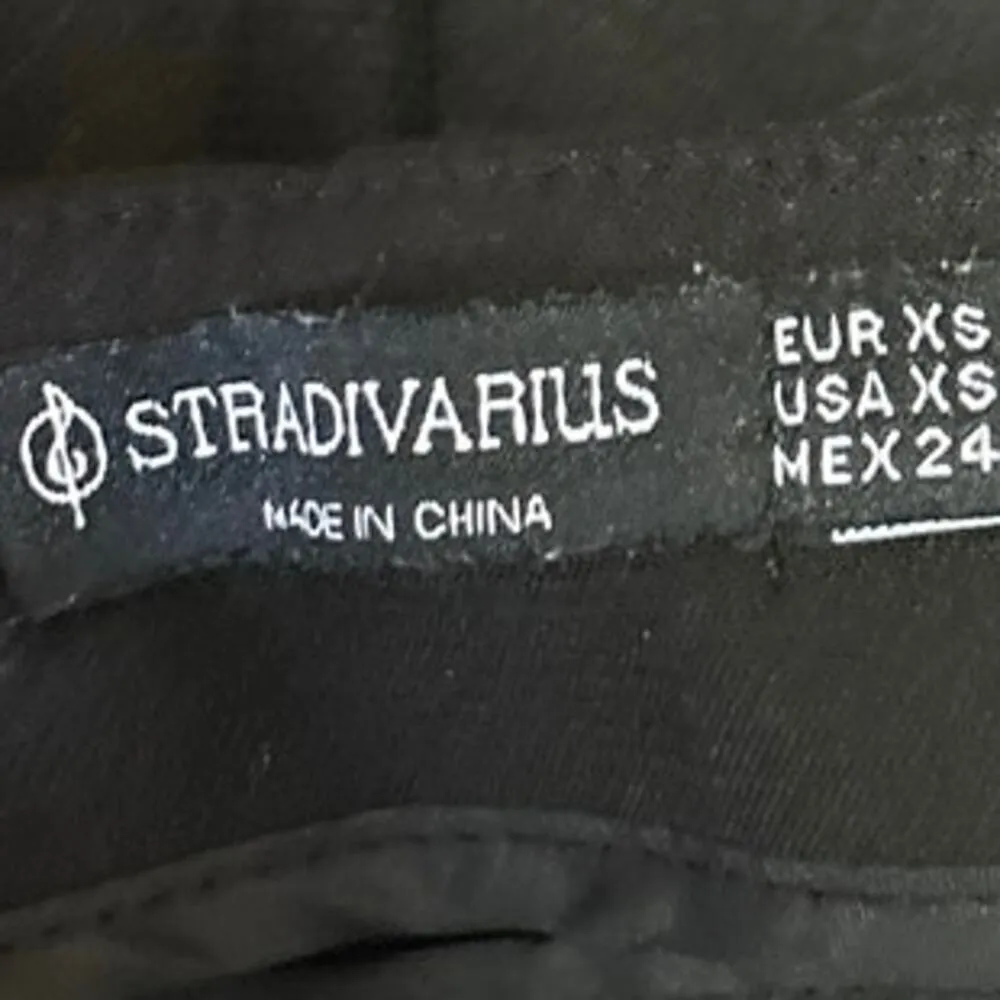 STRADIVARIUS
MADE IN CHINA
EUR XS
USA XS
MEX 24